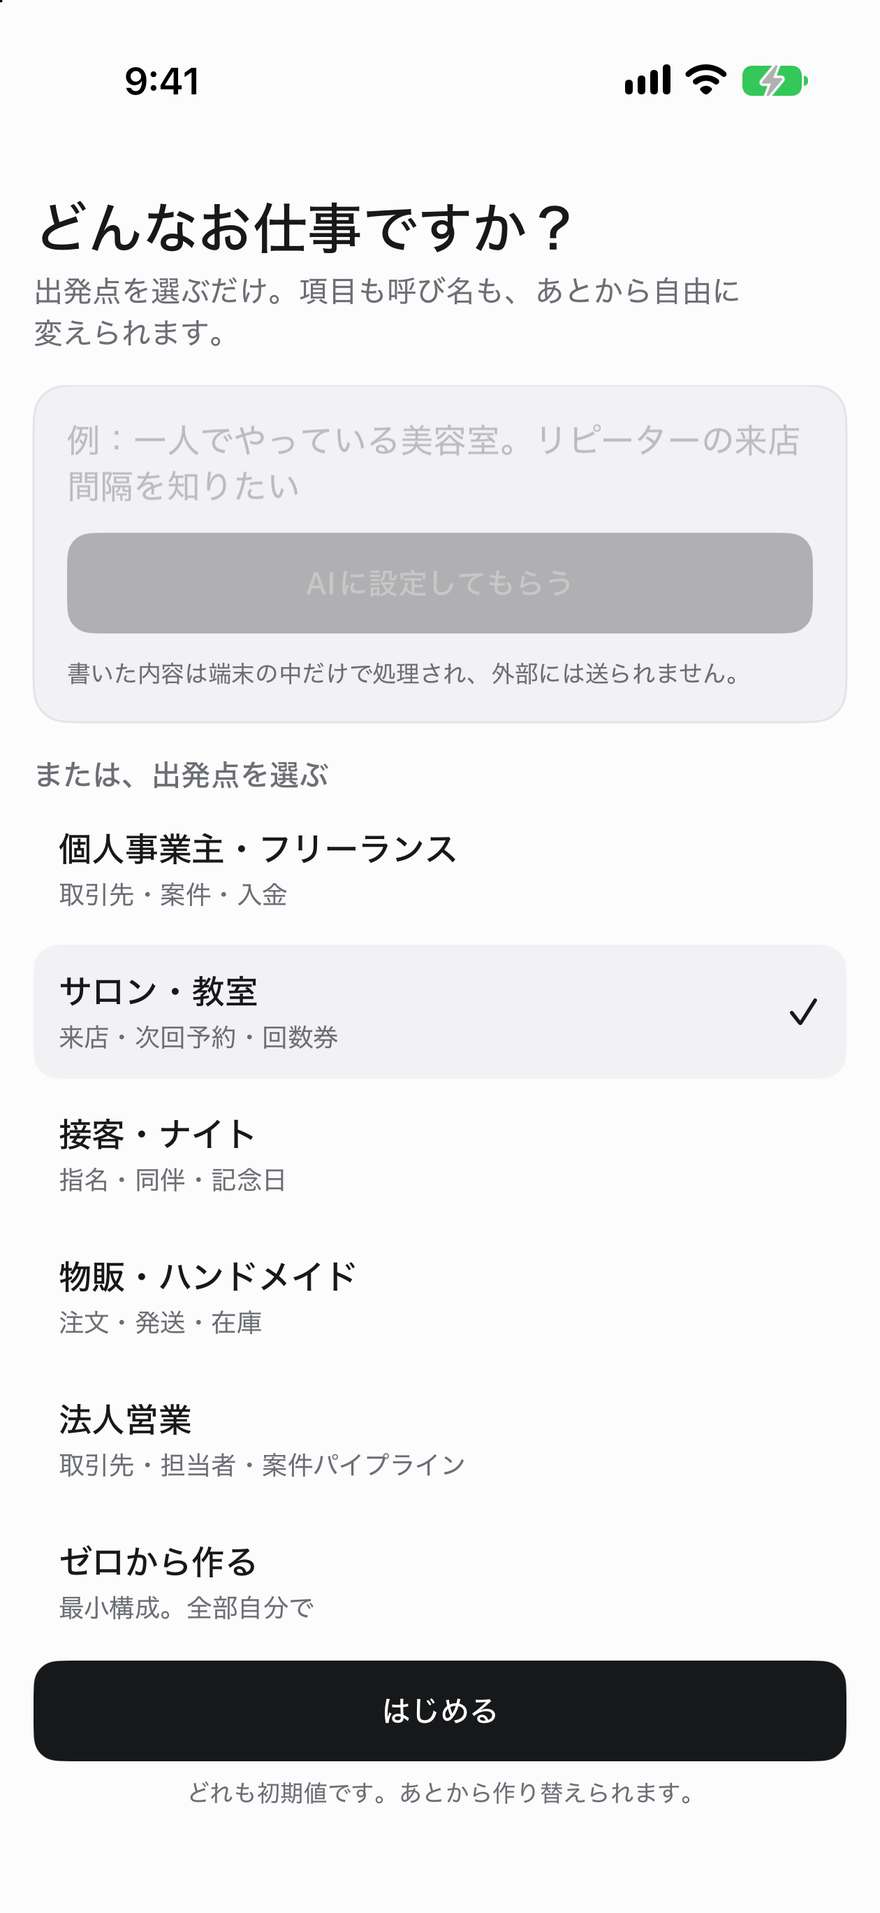 9:41
どんなお仕事ですか？
出発点を選ぶだけ。項目も呼び名も、あとから自由に
変えられます。
例：一人でやっている美容室。リピーターの来店
間隔を知りたい
AIに設定してもらう
書いた内容は端末の中だけで処理され、外部には送られません。
または、出発点を選ぶ
個人事業主・フリーランス
取引先・案件・入金
サロン・教室
来店・次回予約・回数券
接客・ナイト
指名・同伴・記念日
物販・ハンドメイド
注文・発送・在庫
法人営業
取引先・担当者・案件パイプライン
ゼロから作る
最小構成。全部自分で
はじめる
どれも初期値です。あとから作り替えられます。